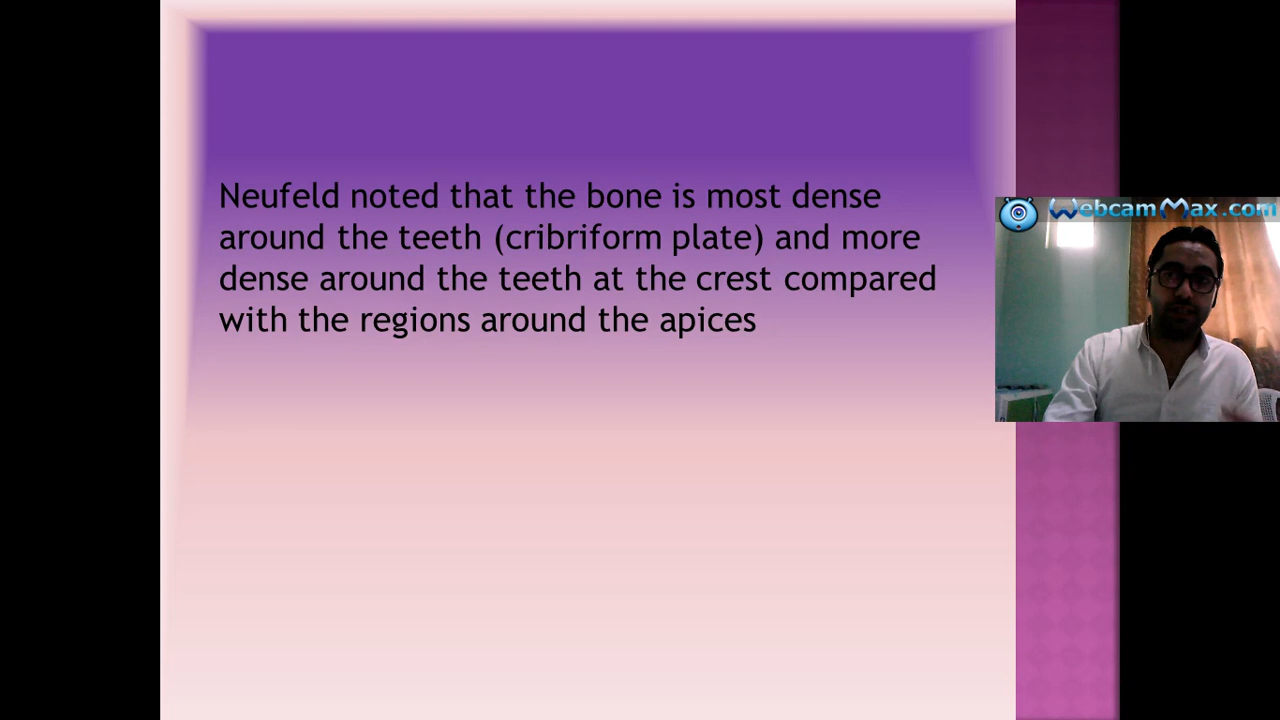 Neufeld noted that the bone is most dense
around the teeth (cribriform plate) and more
dense around the teeth at the crest compared
with the regions around the apices
WebcamMax.com